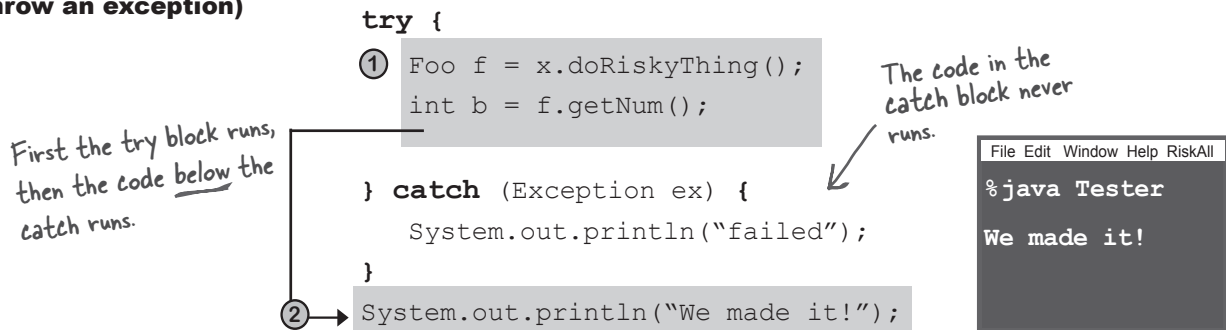 row an exception)
try {
1 Foo f = x.doRiskyThing();
int b = f.getNum();
The code in the
catch block never
runs.
First the try block runs,
then the code below the
catch runs.
} catch (Exception ex) {
System.out.println(“failed”);
}
2 System.out.println(“We made it!”);
File Edit Window Help RiskAll
%java Tester
We made it!